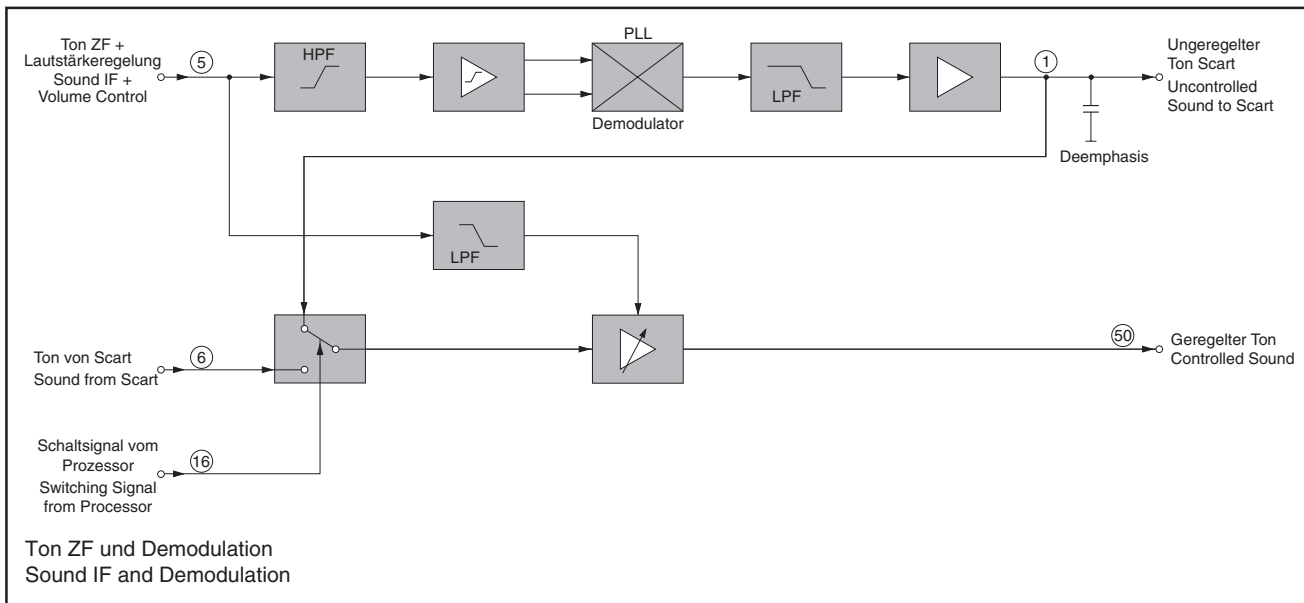 Ton ZF +
Lautstärkeregelung
Sound IF +
Volume Control
5
HPF
PLL
Demodulator
LPF
1
Deemphasis
Ungeregelter
Ton Scart
Uncontrolled
Sound to Scart
LPF
Ton von Scart
Sound from Scart
6
50
Geregelter Ton
Controlled Sound
Schaltsignal vom
Prozessor
Switching Signal
from Processor
16
Ton ZF und Demodulation
Sound IF and Demodulation